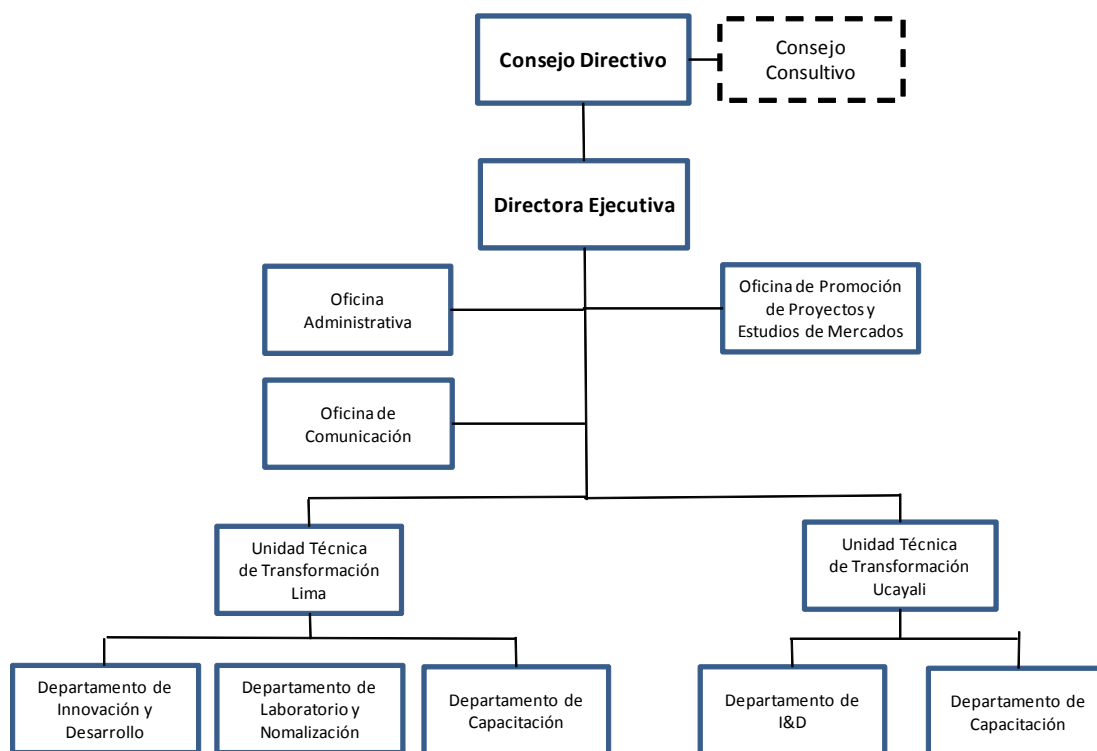 Consejo Directivo
Consejo
Consultivo
Directora Ejecutiva
Oficina
Administrativa
Oficina de Promoción
de Proyectos y
Estudios de Mercados
Oficina de
Comunicación
Unidad Técnica
de Transformación
Lima
Unidad Técnica
de Transformación
Ucayali
Departamento de
Innovación y
Desarrollo
Departamento de
Laboratorio y
Nomalización
Departamento de
Capacitación
Departamento de
I&D
Departamento de
Capacitación